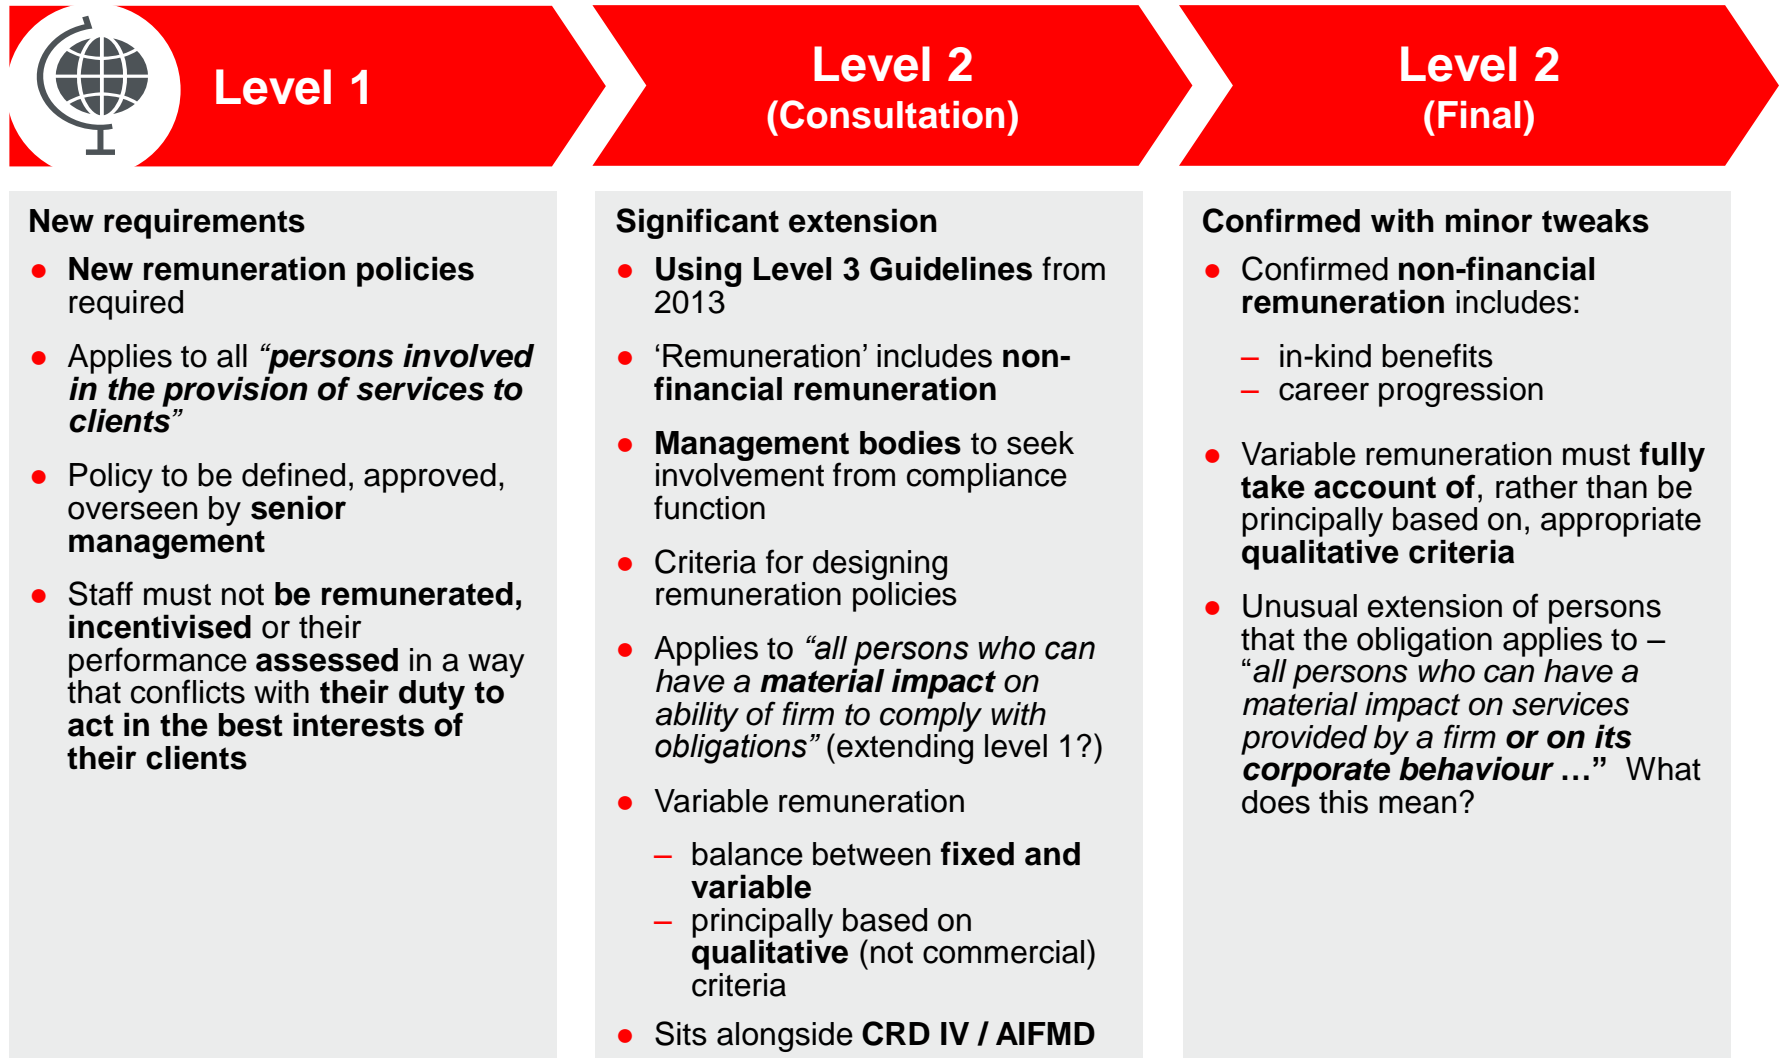 Level 1
Level 2
(Consultation)
Level 2
(Final)
New requirements
● New remuneration policies
required
● Applies to all “persons involved
in the provision of services to
clients”
● Policy to be defined, approved,
overseen by senior
management
● Staff must not be remunerated,
incentivised or their
performance assessed in a way
that conflicts with their duty to
act in the best interests of
their clients
Significant extension
● Using Level 3 Guidelines from
2013
● ‘Remuneration’ includes non-
financial remuneration
● Management bodies to seek
involvement from compliance
function
● Criteria for designing
remuneration policies
● Applies to “all persons who can
have a material impact on
ability of firm to comply with
obligations” (extending level 1?)
● Variable remuneration
– balance between fixed and
variable
– principally based on
qualitative (not commercial)
criteria
● Sits alongside CRD IV / AIFMD
Confirmed with minor tweaks
● Confirmed non-financial
remuneration includes:
– in-kind benefits
– career progression
● Variable remuneration must fully
take account of, rather than be
principally based on, appropriate
qualitative criteria
● Unusual extension of persons
that the obligation applies to –
“all persons who can have a
material impact on services
provided by a firm or on its
corporate behaviour …” What
does this mean?